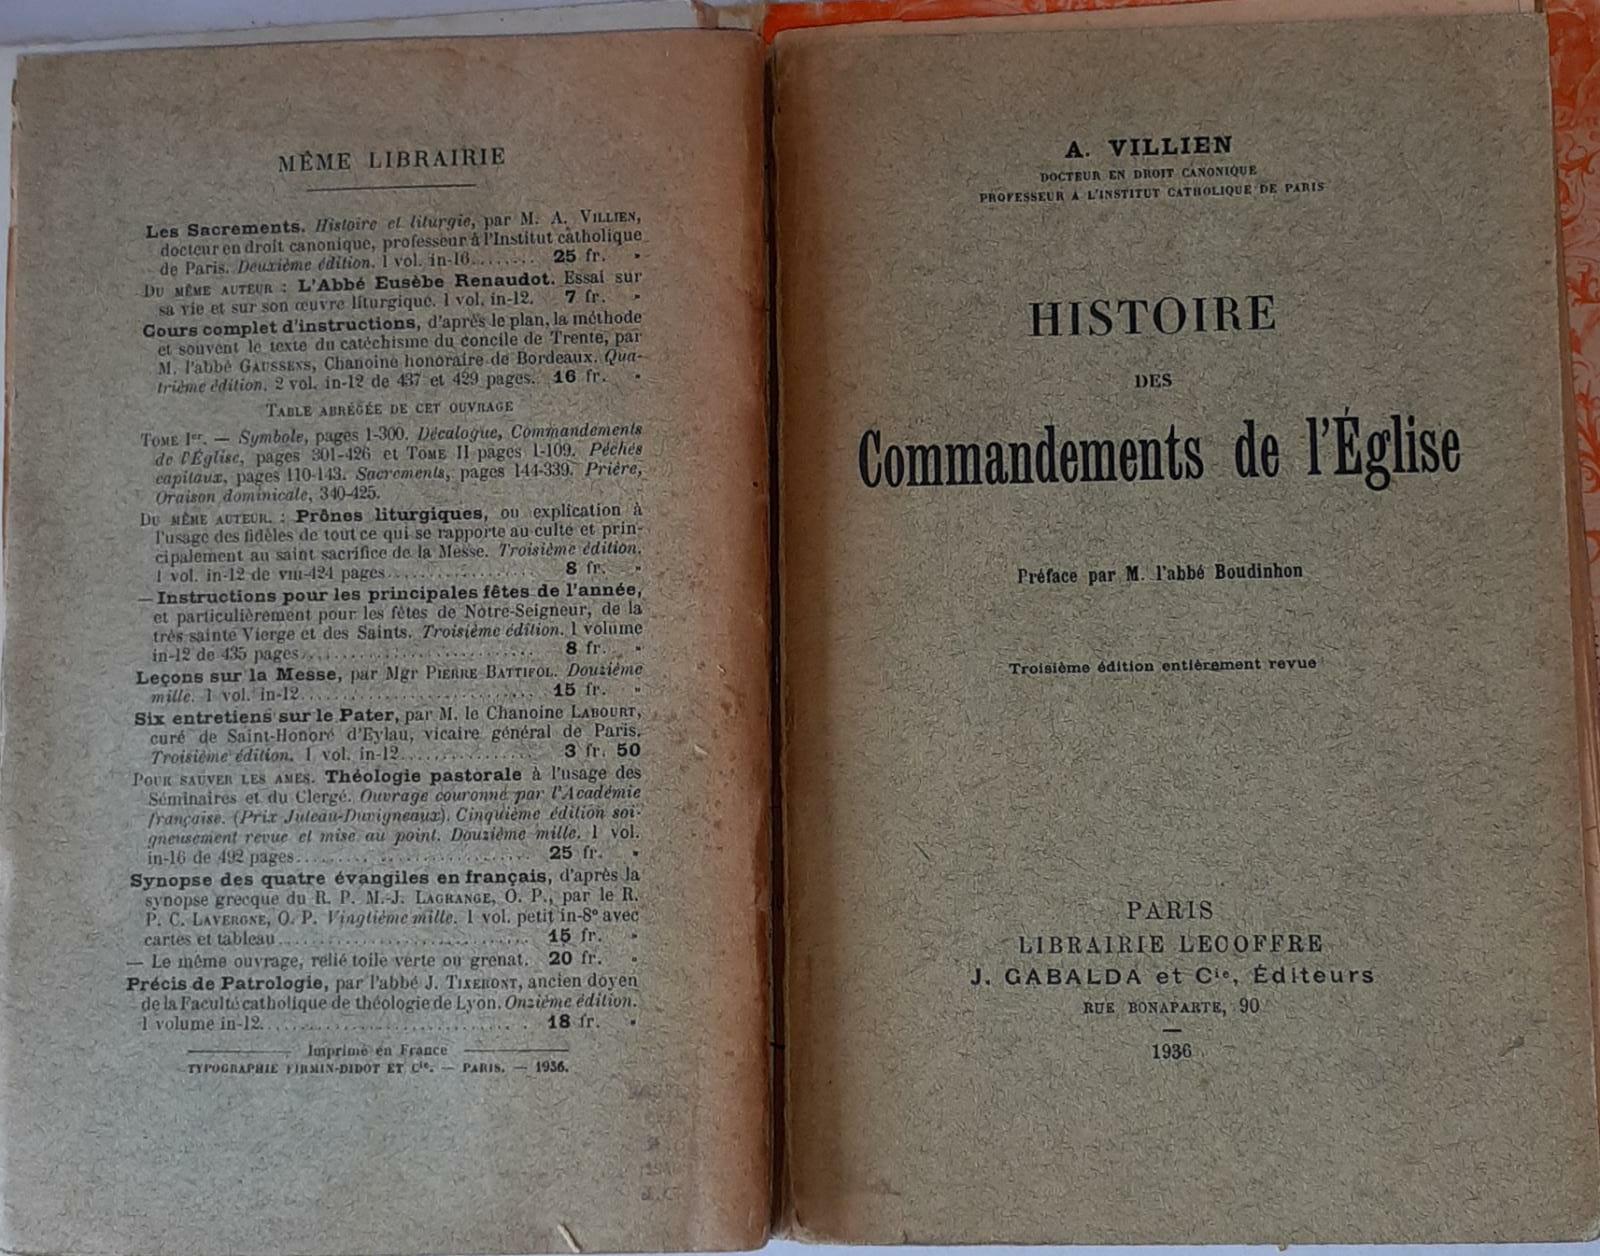 MÊME LIBRAIRIE
Les Sacrements. Histoire et liturgie, par M. A. VILLIEN,
docteur en droit canonique, professeur à l'Institut catholique
de Paris. Deuxième édition. 1 vol. in-16........ 25 fr. »
DU MÊME AUTEUR : L'Abbé Eusèbe Renaudot. Essai sur
sa vie et sur son œuvre liturgique. 1 vol. in-12. 7 fr. »
Cours complet d'instructions, d'après le plan, la méthode
et souvent le texte du catéchisme du concile de Trente, par
M. l'abbé GAUSSENS, Chanoine honoraire de Bordeaux. Qua-
trième édition. 2 vol. in-12 de 437 et 429 pages. 16 fr. »
TABLE ABRÉGÉE DE CET OUVRAGE
TOME Ier. — Symbole, pages 1-300. Décalogue, Commandements
de l'Église, pages 301-426 et TOME II pages 1-109. Péchés
capitaux, pages 110-143. Sacrements, pages 144-339. Prière,
Oraison dominicale, 340-425.
DU MÊME AUTEUR. : Prônes liturgiques, ou explication à
l'usage des fidèles de tout ce qui se rapporte au culte et prin-
cipalement au saint sacrifice de la Messe. Troisième édition.
1 vol. in-12 de VIII-424 pages................ 8 fr. »
— Instructions pour les principales fêtes de l'année,
et particulièrement pour les fêtes de Notre-Seigneur, de la
très sainte Vierge et des Saints. Troisième édition. 1 volume
in-12 de 435 pages......................... 8 fr. »
Leçons sur la Messe, par Mgr PIERRE BATTIFOL. Douzième
mille. 1 vol. in-12......................... 15 fr. »
Six entretiens sur le Pater, par M. le Chanoine LABOURT,
curé de Saint-Honoré d'Eylau, vicaire général de Paris.
Troisième édition. 1 vol. in-12............... 3 fr. 50
POUR SAUVER LES AMES. Théologie pastorale à l'usage des
Séminaires et du Clergé. Ouvrage couronné par l'Académie
française. (Prix Juteau-Duvigneaux). Cinquième édition soi-
gneusement revue et mise au point. Douzième mille. 1 vol.
in-16 de 492 pages......................... 25 fr. »
Synopse des quatre évangiles en français, d'après la
synopse grecque du R. P. M.-J. LAGRANGE, O. P., par le R.
P. C. LAVERGNE, O. P. Vingtième mille. 1 vol. petit in-8° avec
cartes et tableau........................... 15 fr. »
— Le même ouvrage, relié toile verte ou grenat. 20 fr. »
Précis de Patrologie, par l'abbé J. TIXERONT, ancien doyen
de la Faculté catholique de théologie de Lyon. Onzième édition.
1 volume in-12............................. 18 fr. »
Imprimé en France
TYPOGRAPHIE FIRMIN-DIDOT ET Cie. — PARIS. — 1936.
A. VILLIEN
DOCTEUR EN DROIT CANONIQUE
PROFESSEUR A L'INSTITUT CATHOLIQUE DE PARIS
HISTOIRE
DES
Commandements de l'Église
Préface par M. l'abbé Boudinhon
Troisième édition entièrement revue
PARIS
LIBRAIRIE LECOFFRE
J. GABALDA et Cie, Éditeurs
RUE BONAPARTE, 90
1936